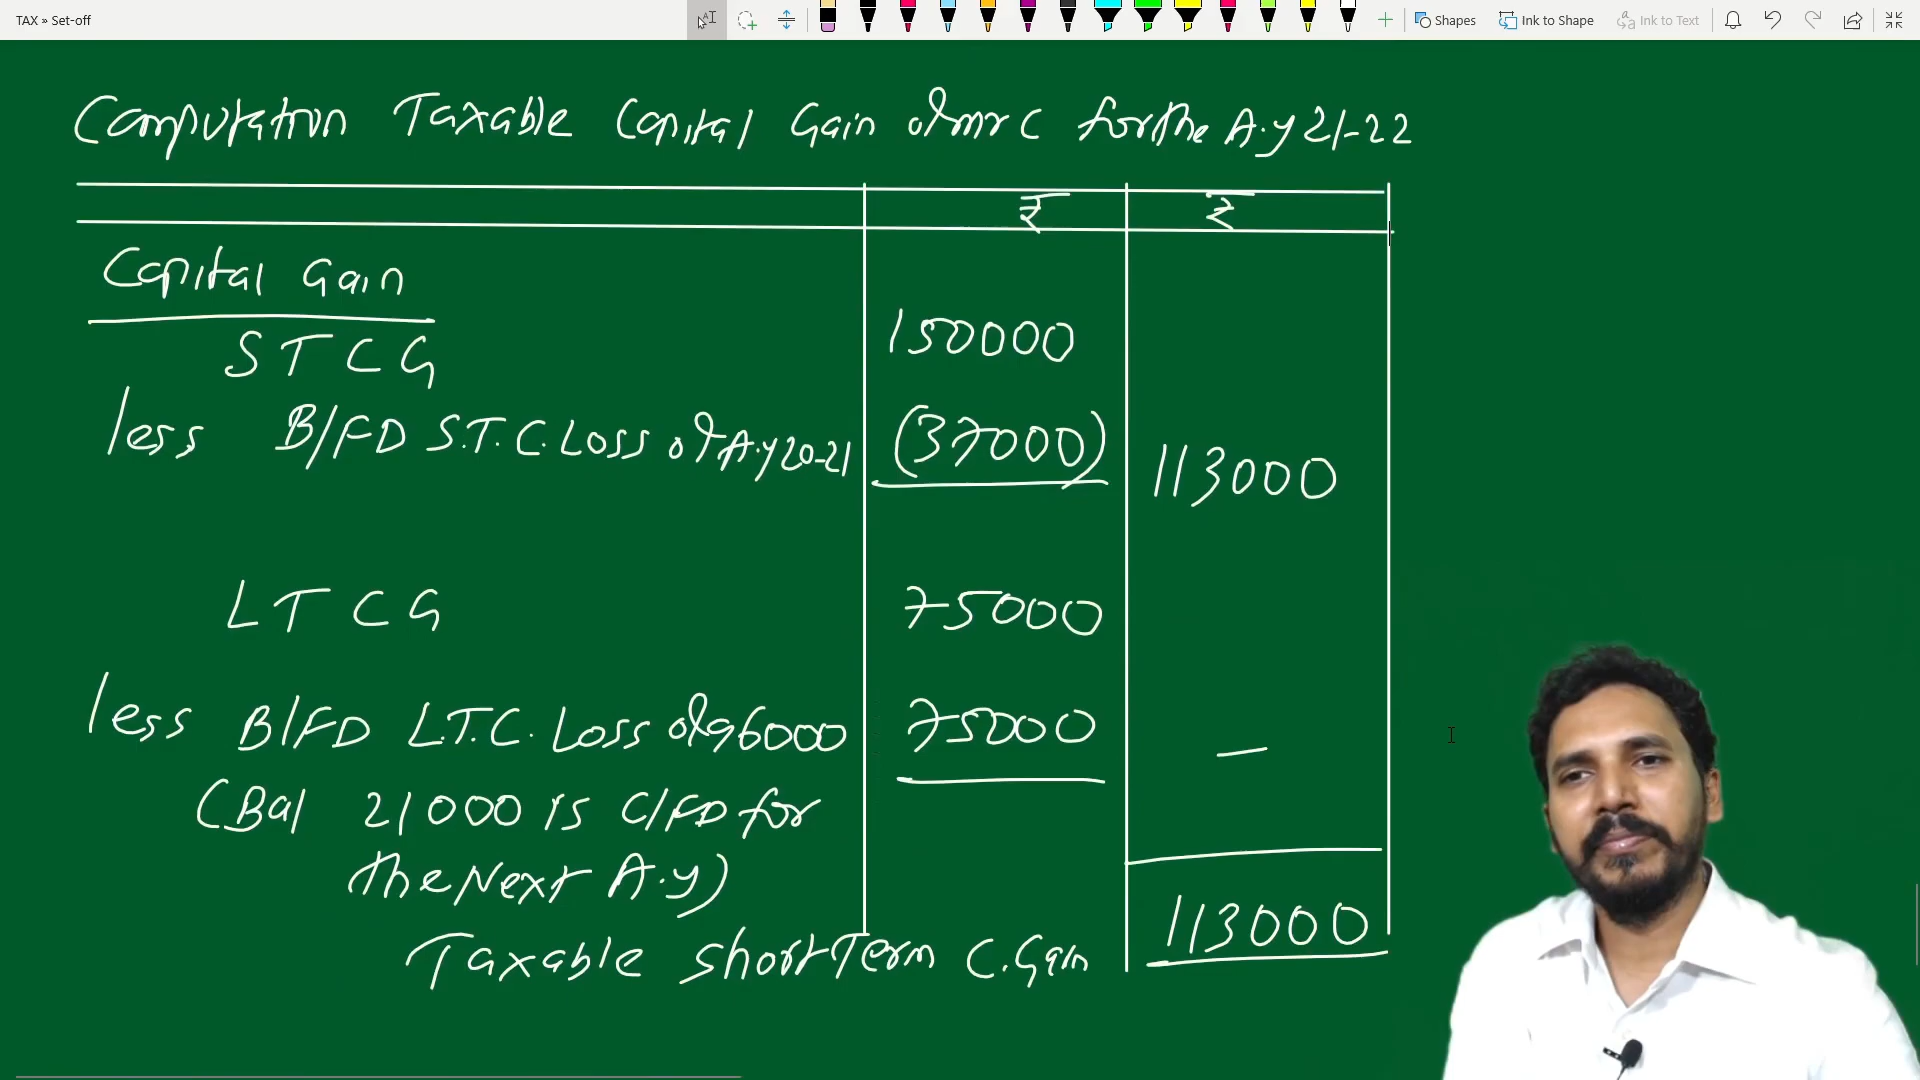 TAX » Set-off
Shapes Ink to Shape Ink to Text
Computation Taxable Capital Gain of mr C for the A.y 21-22
₹ ₹
Capital Gain
STCG 150000
less B/FD S.T.C. Loss of A.y 20-21 (37000) 113000
LTCG 75000
less B/FD L.T.C. Loss of 96000 75000 —
(Bal 21000 is C/FD for
the Next A.y)
Taxable Short Term C. Gain 113000